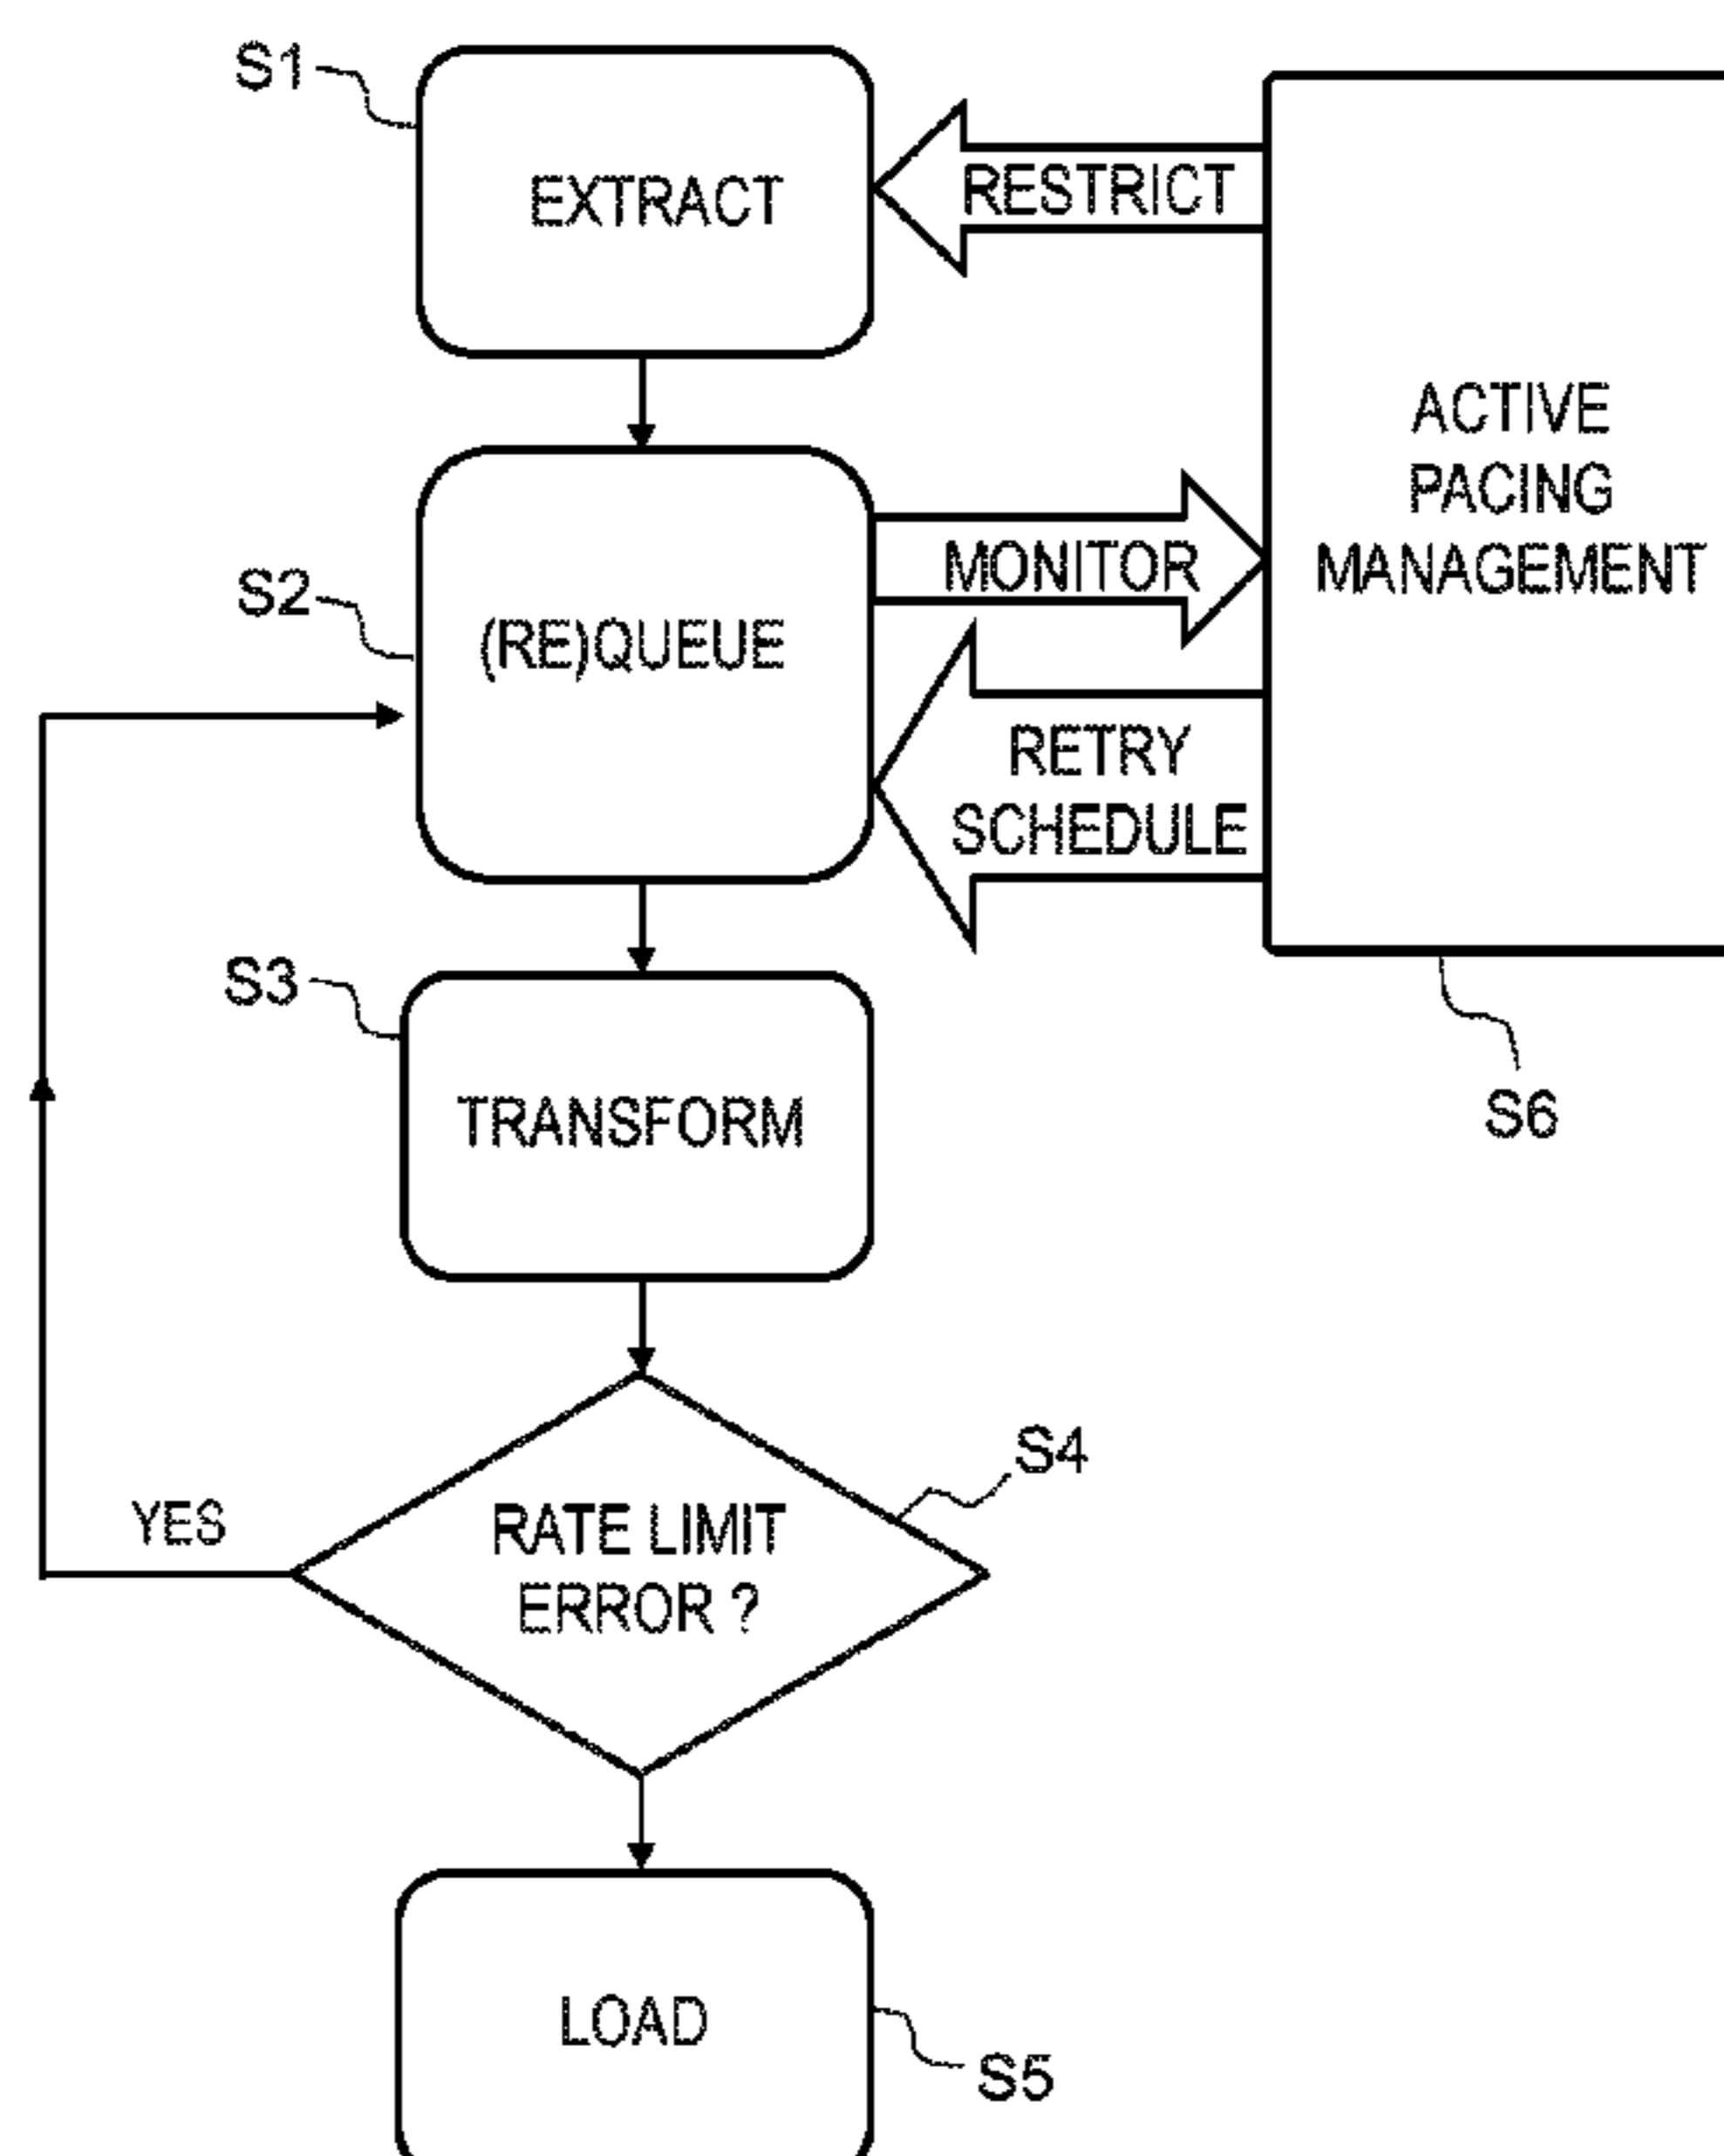 S1
EXTRACT
RESTRICT
ACTIVE
PACING
MANAGEMENT
S2
(RE)QUEUE
MONITOR
RETRY
SCHEDULE
S3
TRANSFORM
S6
S4
YES
RATE LIMIT
ERROR ?
LOAD
S5